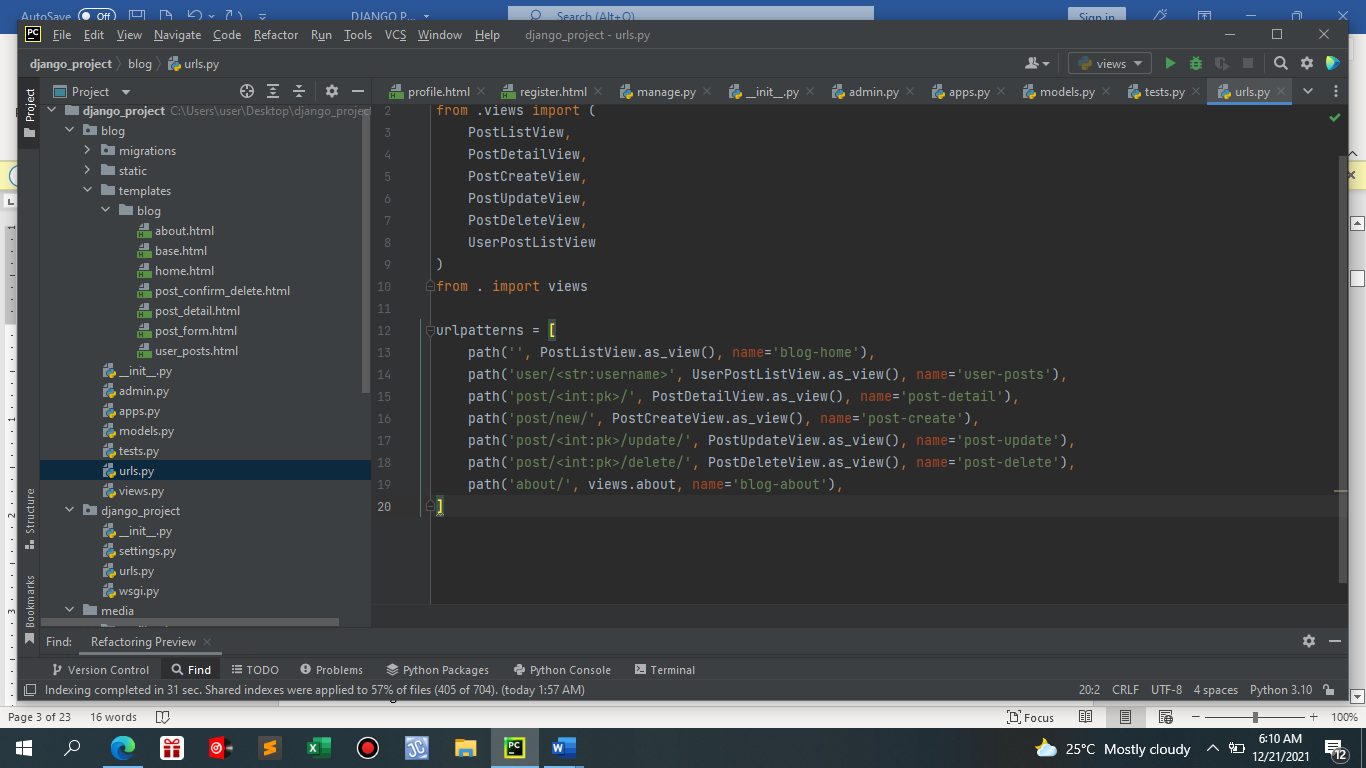 AutoSave Off DJANGO P... Search (Alt+Q) Sign in
PC File Edit View Navigate Code Refactor Run Tools VCS Window Help django_project - urls.py
django_project blog urls.py views
Project Project profile.html register.html manage.py __init__.py admin.py apps.py models.py tests.py urls.py
django_project C:\Users\user\Desktop\django_project
blog
migrations
static
templates
blog
about.html
base.html
home.html
post_confirm_delete.html
post_detail.html
post_form.html
user_posts.html
__init__.py
admin.py
apps.py
models.py
tests.py
urls.py
views.py
django_project
__init__.py
settings.py
urls.py
wsgi.py
media
Structure
Bookmarks
2 from .views import (
3 PostListView,
4 PostDetailView,
5 PostCreateView,
6 PostUpdateView,
7 PostDeleteView,
8 UserPostListView
9 )
10 from . import views
11
12 urlpatterns = [
13 path('', PostListView.as_view(), name='blog-home'),
14 path('user/<str:username>', UserPostListView.as_view(), name='user-posts'),
15 path('post/<int:pk>/', PostDetailView.as_view(), name='post-detail'),
16 path('post/new/', PostCreateView.as_view(), name='post-create'),
17 path('post/<int:pk>/update/', PostUpdateView.as_view(), name='post-update'),
18 path('post/<int:pk>/delete/', PostDeleteView.as_view(), name='post-delete'),
19 path('about/', views.about, name='blog-about'),
20 ]
Find: Refactoring Preview
Version Control Find TODO Problems Python Packages Python Console Terminal
Indexing completed in 31 sec. Shared indexes were applied to 57% of files (405 of 704). (today 1:57 AM) 20:2 CRLF UTF-8 4 spaces Python 3.10
Page 3 of 23 16 words Focus 100%
25°C Mostly cloudy 6:10 AM
12/21/2021 12